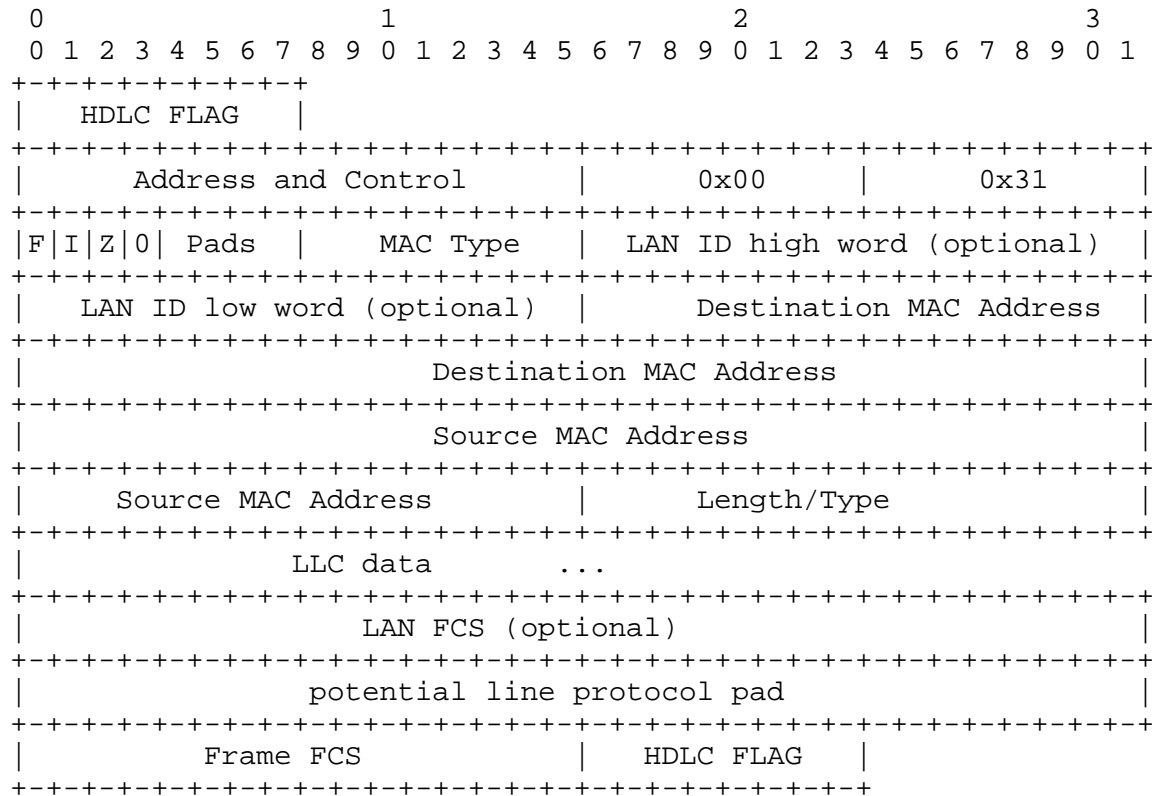 0                   1                   2                   3
 0 1 2 3 4 5 6 7 8 9 0 1 2 3 4 5 6 7 8 9 0 1 2 3 4 5 6 7 8 9 0 1
+-+-+-+-+-+-+-+-+
|   HDLC FLAG   |
+-+-+-+-+-+-+-+-+-+-+-+-+-+-+-+-+-+-+-+-+-+-+-+-+-+-+-+-+-+-+-+-+
|      Address and Control      |      0x00     |      0x31     |
+-+-+-+-+-+-+-+-+-+-+-+-+-+-+-+-+-+-+-+-+-+-+-+-+-+-+-+-+-+-+-+-+
|F|I|Z|0| Pads  |    MAC Type   |  LAN ID high word (optional)  |
+-+-+-+-+-+-+-+-+-+-+-+-+-+-+-+-+-+-+-+-+-+-+-+-+-+-+-+-+-+-+-+-+
|   LAN ID low word (optional)  |      Destination MAC Address  |
+-+-+-+-+-+-+-+-+-+-+-+-+-+-+-+-+-+-+-+-+-+-+-+-+-+-+-+-+-+-+-+-+
|                       Destination MAC Address                 |
+-+-+-+-+-+-+-+-+-+-+-+-+-+-+-+-+-+-+-+-+-+-+-+-+-+-+-+-+-+-+-+-+
|                       Source MAC Address                      |
+-+-+-+-+-+-+-+-+-+-+-+-+-+-+-+-+-+-+-+-+-+-+-+-+-+-+-+-+-+-+-+-+
|     Source MAC Address        |      Length/Type              |
+-+-+-+-+-+-+-+-+-+-+-+-+-+-+-+-+-+-+-+-+-+-+-+-+-+-+-+-+-+-+-+-+
|               LLC data       ...
+-+-+-+-+-+-+-+-+-+-+-+-+-+-+-+-+-+-+-+-+-+-+-+-+-+-+-+-+-+-+-+-+
|                   LAN FCS (optional)                          |
+-+-+-+-+-+-+-+-+-+-+-+-+-+-+-+-+-+-+-+-+-+-+-+-+-+-+-+-+-+-+-+-+
|                potential line protocol pad                    |
+-+-+-+-+-+-+-+-+-+-+-+-+-+-+-+-+-+-+-+-+-+-+-+-+-+-+-+-+-+-+-+-+
|          Frame FCS            |   HDLC FLAG   |
+-+-+-+-+-+-+-+-+-+-+-+-+-+-+-+-+-+-+-+-+-+-+-+-+